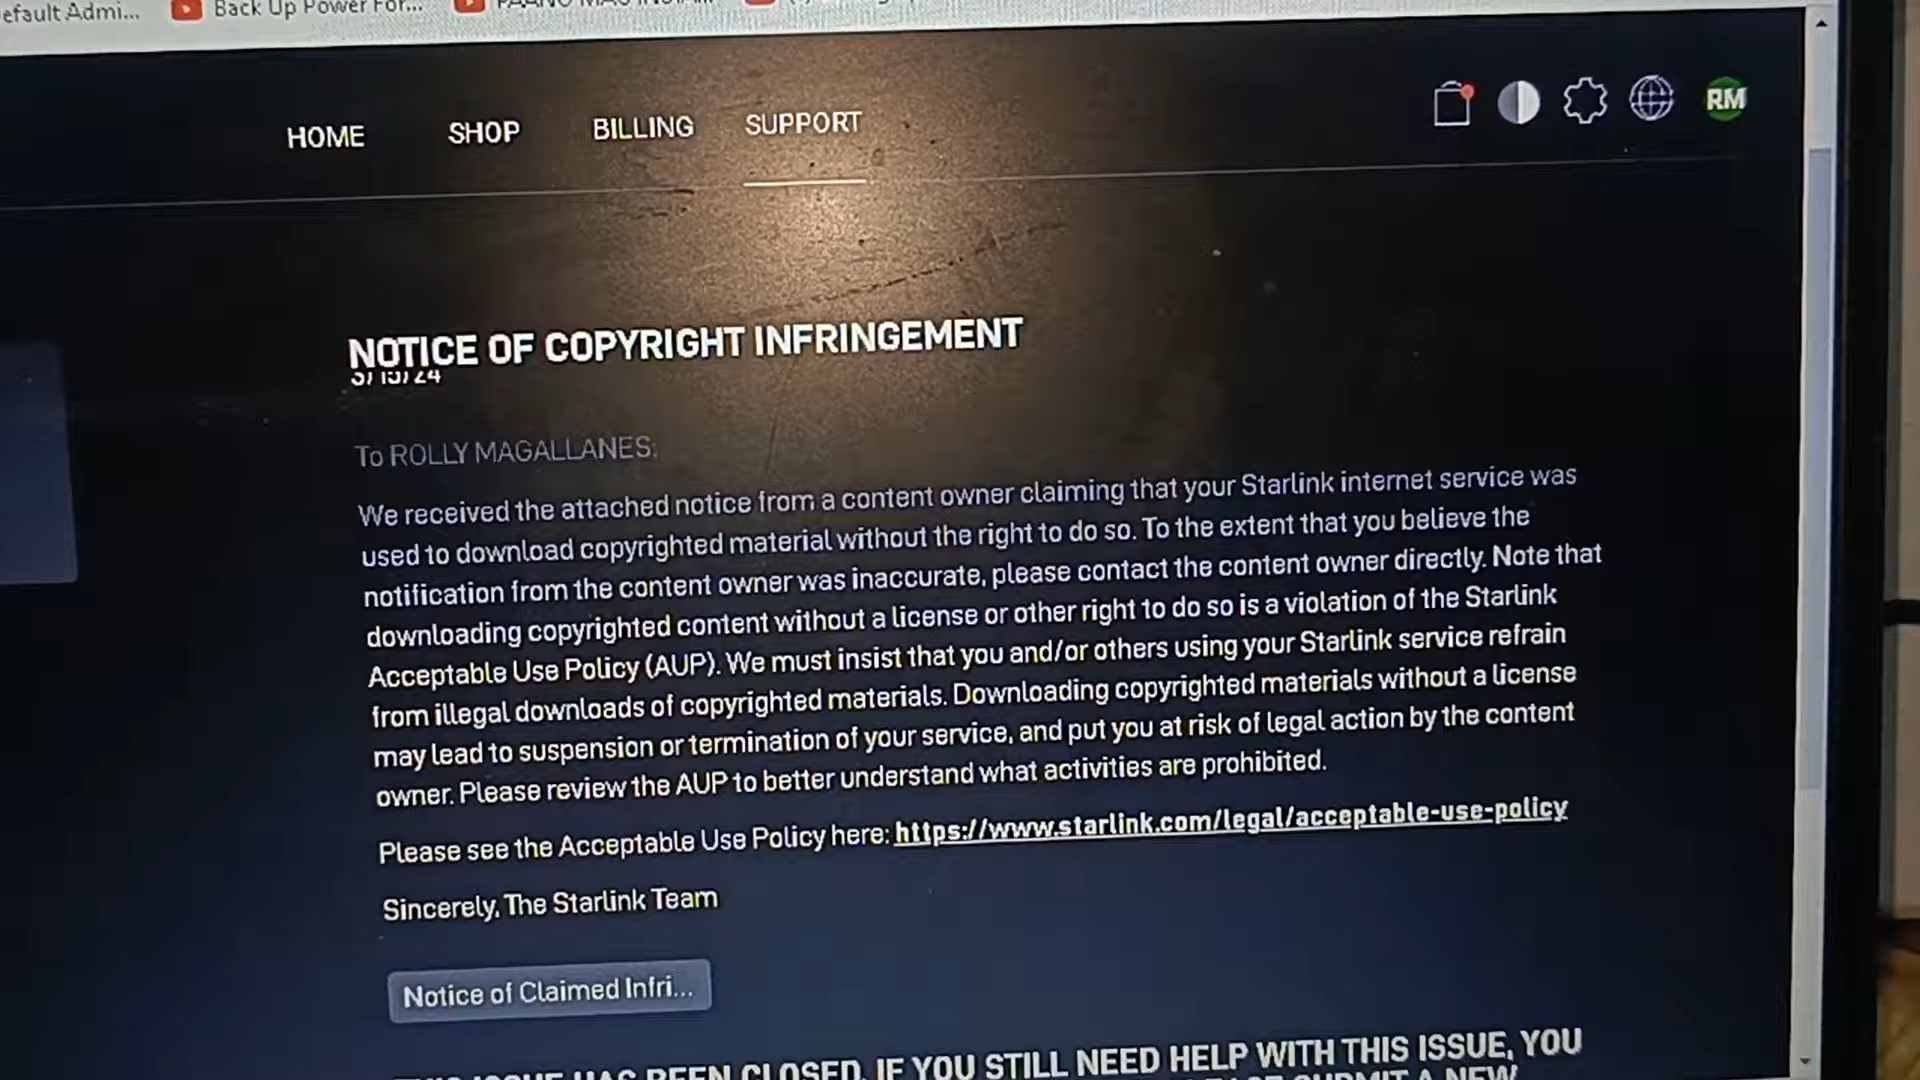 efault Admi...
Back Up Power For...
HOME SHOP BILLING SUPPORT
RM
NOTICE OF COPYRIGHT INFRINGEMENT
To ROLLY MAGALLANES:
We received the attached notice from a content owner claiming that your Starlink internet service was
used to download copyrighted material without the right to do so. To the extent that you believe the
notification from the content owner was inaccurate, please contact the content owner directly. Note that
downloading copyrighted content without a license or other right to do so is a violation of the Starlink
Acceptable Use Policy (AUP). We must insist that you and/or others using your Starlink service refrain
from illegal downloads of copyrighted materials. Downloading copyrighted materials without a license
may lead to suspension or termination of your service, and put you at risk of legal action by the content
owner. Please review the AUP to better understand what activities are prohibited.
Please see the Acceptable Use Policy here: https://www.starlink.com/legal/acceptable-use-policy
Sincerely, The Starlink Team
Notice of Claimed Infri...
ISSUE HAS BEEN CLOSED. IF YOU STILL NEED HELP WITH THIS ISSUE, YOU
SUBMIT A NEW